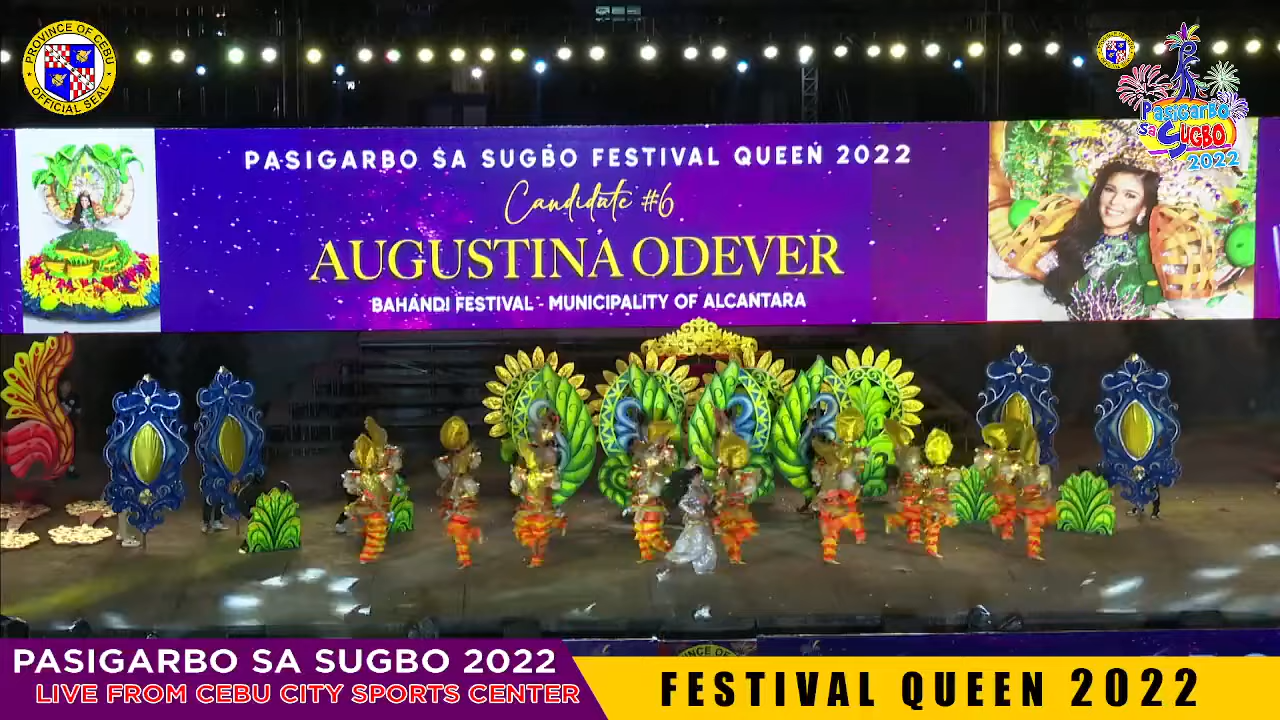 PROVINCE OF CEBU
OFFICIAL SEAL
Pasigarbo
sa SUGBO
2022
PASIGARBO SA SUGBO FESTIVAL QUEEN 2022
Candidate #6
AUGUSTINA ODEVER
BAHANDI FESTIVAL - MUNICIPALITY OF ALCANTARA
PASIGARBO SA SUGBO 2022
LIVE FROM CEBU CITY SPORTS CENTER
FESTIVAL QUEEN 2022